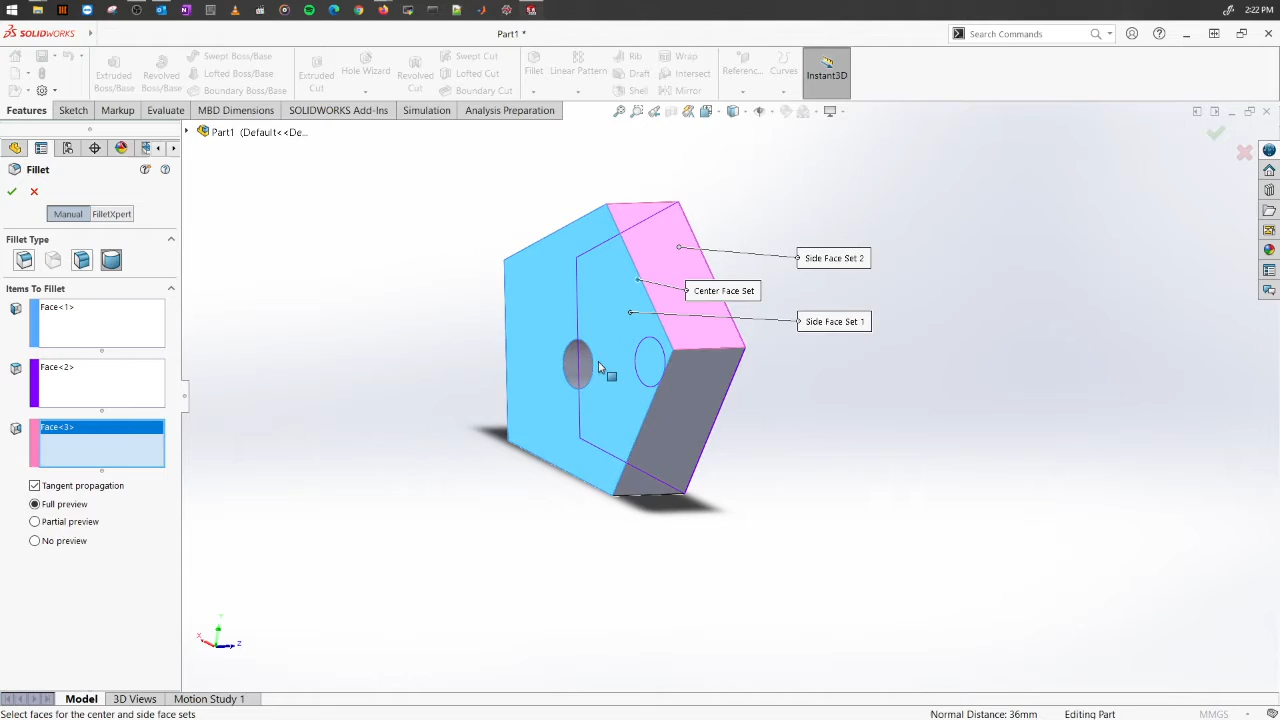 2:22 PM
SOLIDWORKS
Part1 *
Search Commands
Extruded Boss/Base
Revolved Boss/Base
Swept Boss/Base
Lofted Boss/Base
Boundary Boss/Base
Extruded Cut
Hole Wizard
Revolved Cut
Swept Cut
Lofted Cut
Boundary Cut
Fillet
Linear Pattern
Rib
Draft
Shell
Wrap
Intersect
Mirror
Referenc...
Curves
Instant3D
Features
Sketch
Markup
Evaluate
MBD Dimensions
SOLIDWORKS Add-Ins
Simulation
Analysis Preparation
Part1 (Default<<De...
Fillet
Manual
FilletXpert
Fillet Type
Items To Fillet
Face<1>
Face<2>
Face<3>
Tangent propagation
Full preview
Partial preview
No preview
Side Face Set 2
Center Face Set
Side Face Set 1
Y
X
Z
Model
3D Views
Motion Study 1
Select faces for the center and side face sets
Normal Distance: 36mm
Editing Part
MMGS